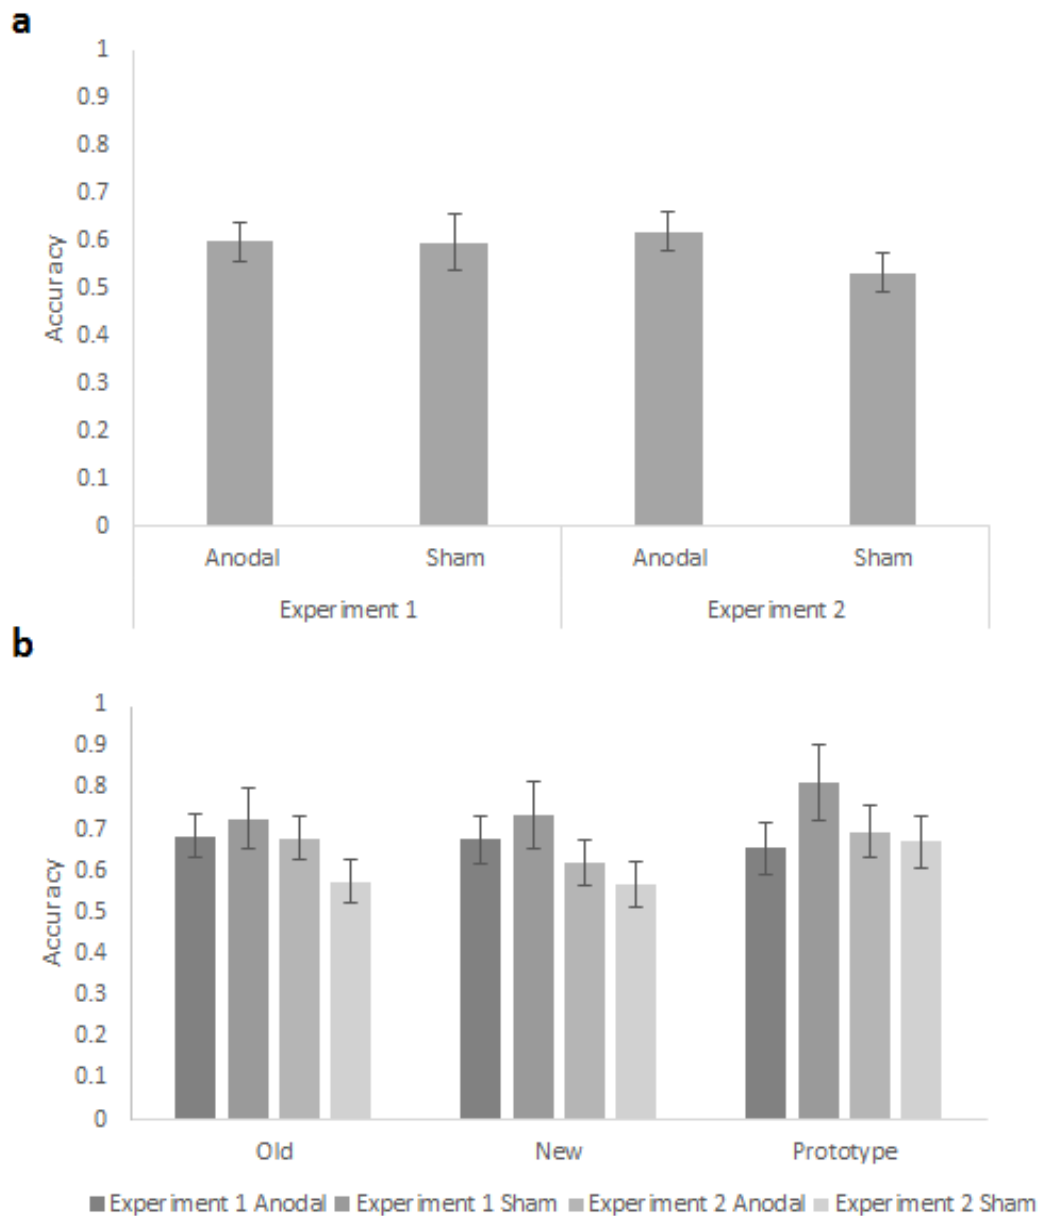 a
1
0.9
0.8
0.7
0.6
0.5
0.4
0.3
0.2
0.1
0
Accuracy
Anodal Sham Anodal Sham
Experiment 1 Experiment 2
b
1
0.9
0.8
0.7
0.6
0.5
0.4
0.3
0.2
0.1
0
Accuracy
Old New Prototype
Experiment 1 Anodal Experiment 1 Sham Experiment 2 Anodal Experiment 2 Sham